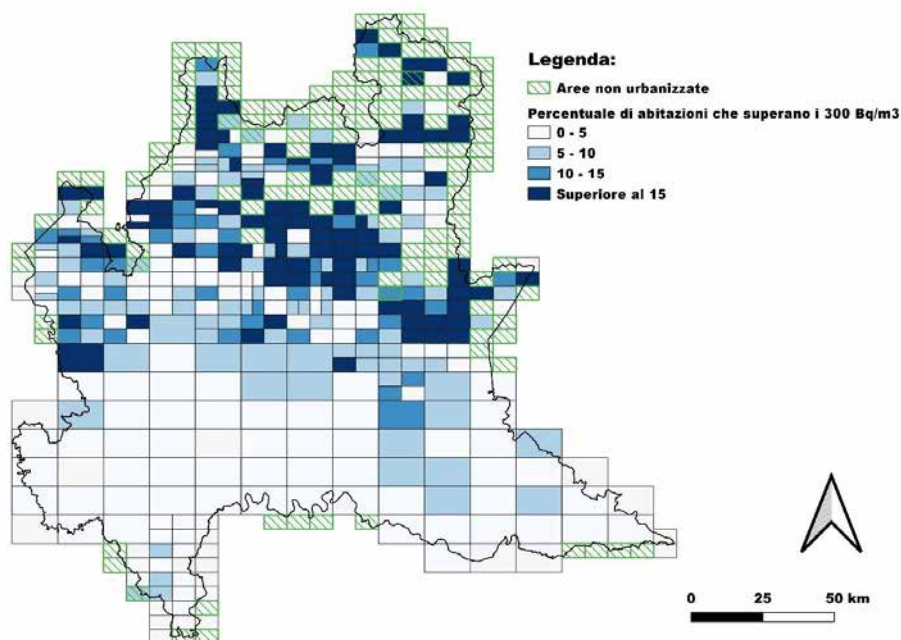 Legenda:
Aree non urbanizzate
Percentuale di abitazioni che superano i 300 Bq/m3
0 - 5
5 - 10
10 - 15
Superiore al 15
0 25 50 km